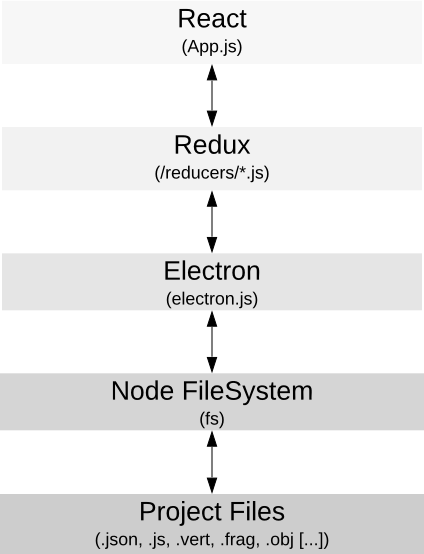 React
(App.js)
Redux
(/reducers/*.js)
Electron
(electron.js)
Node FileSystem
(fs)
Project Files
(.json, .js, .vert, .frag, .obj [...])